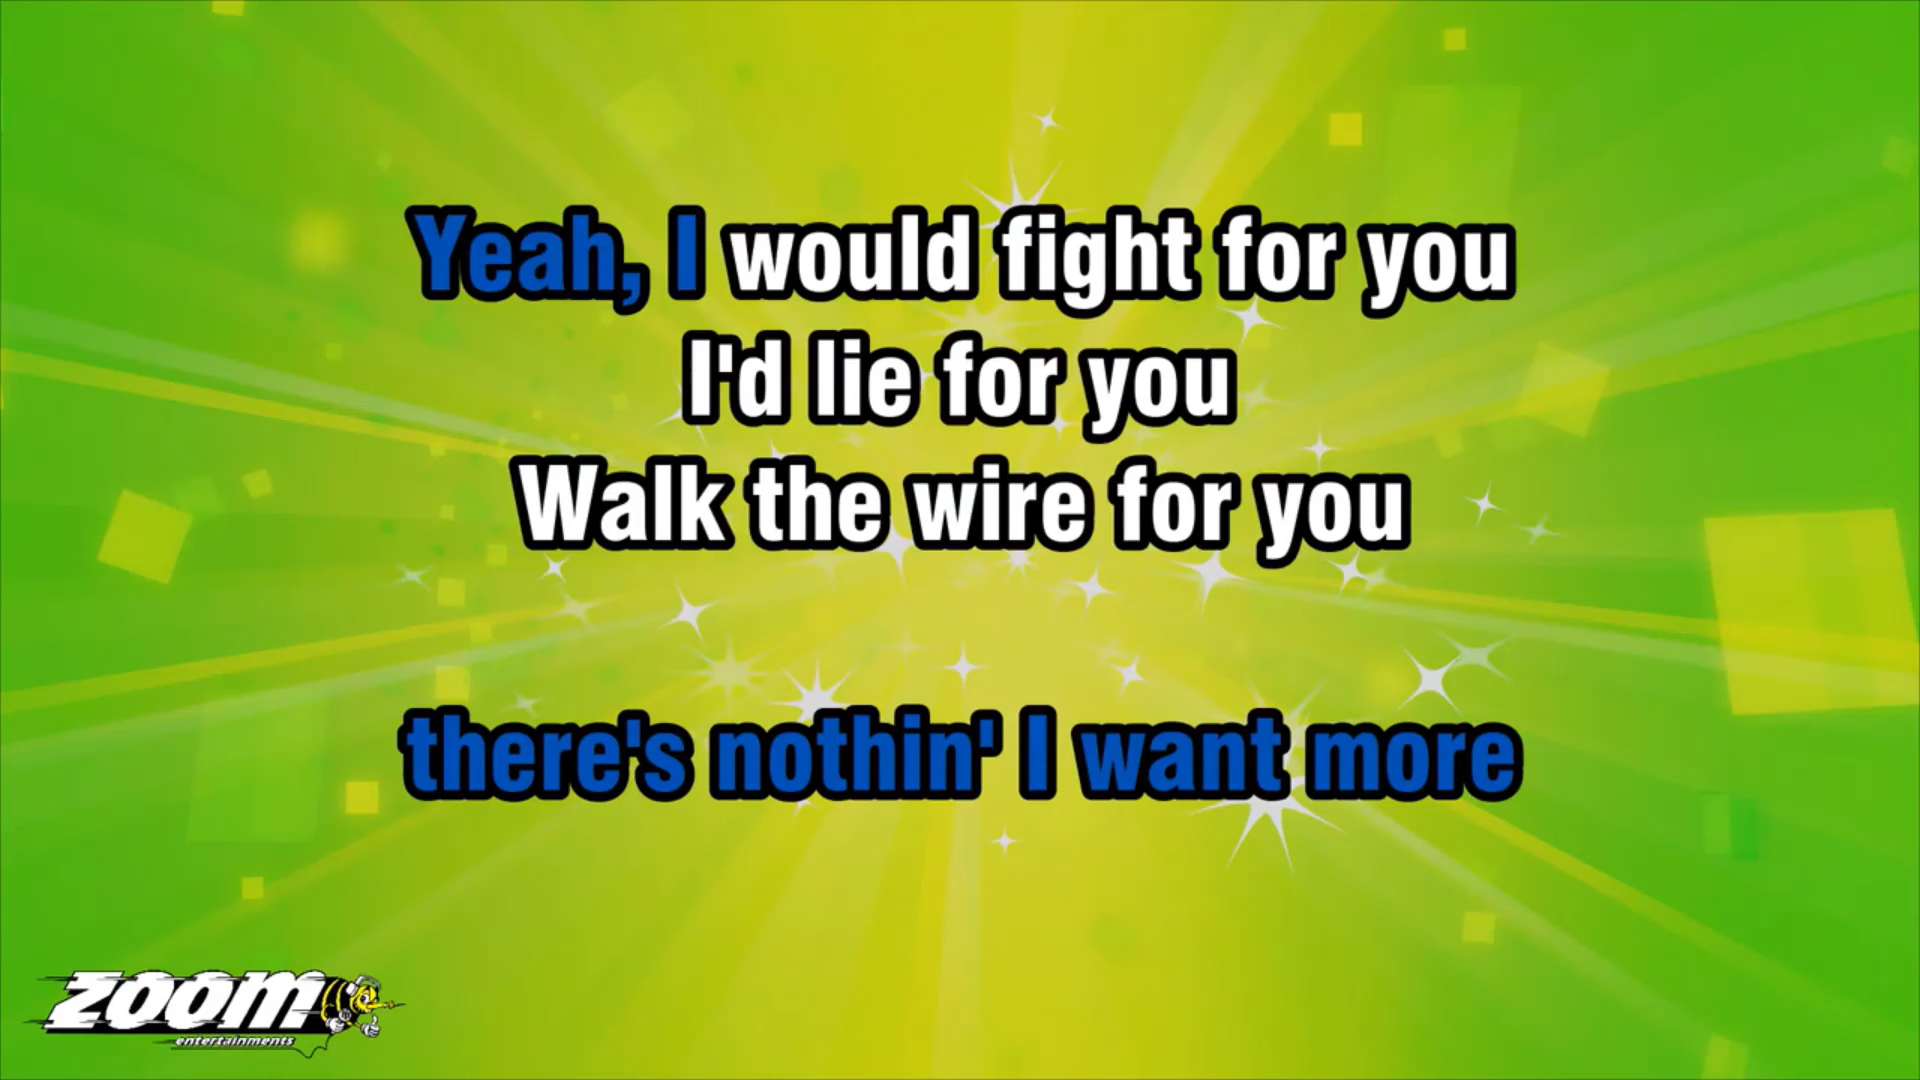 Yeah, I would fight for you
I'd lie for you
Walk the wire for you
there's nothin' I want more
zoom
entertainments